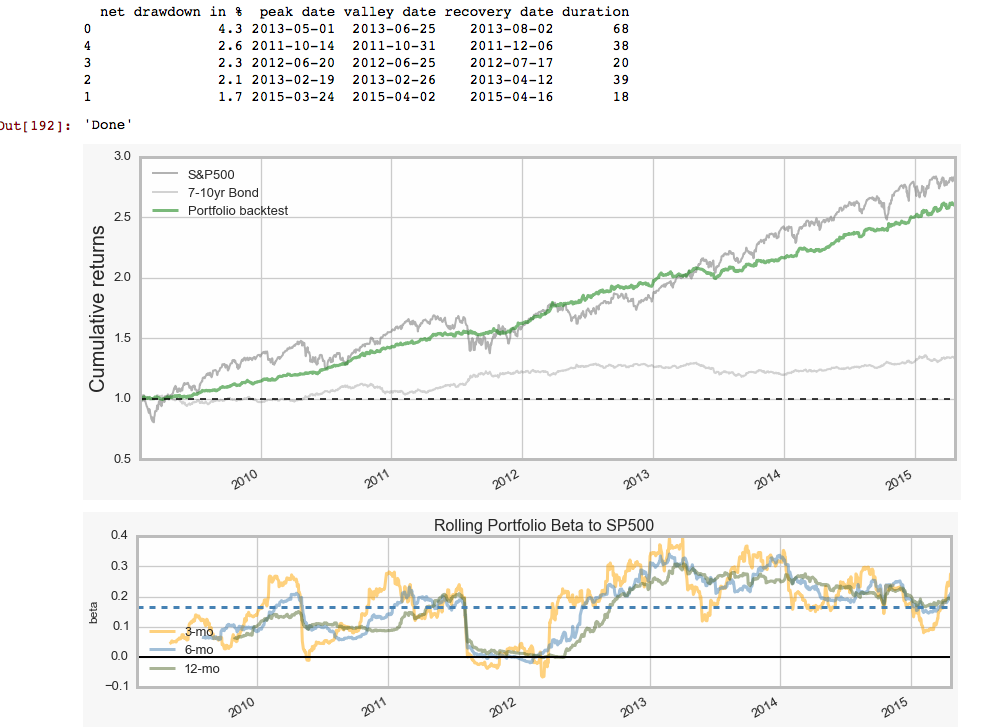 net drawdown in % peak date valley date recovery date duration
0 4.3 2013-05-01 2013-06-25 2013-08-02 68
4 2.6 2011-10-14 2011-10-31 2011-12-06 38
3 2.3 2012-06-20 2012-06-25 2012-07-17 20
2 2.1 2013-02-19 2013-02-26 2013-04-12 39
1 1.7 2015-03-24 2015-04-02 2015-04-16 18
Out[192]: 'Done'
3.0
S&P500
7-10yr Bond
Portfolio backtest
2.5
2.0
1.5
1.0
0.5
Cumulative returns
2010 2011 2012 2013 2014 2015
Rolling Portfolio Beta to SP500
0.4
0.3
0.2
0.1
0.0
−0.1
beta
3-mo
6-mo
12-mo
2010 2011 2012 2013 2014 2015